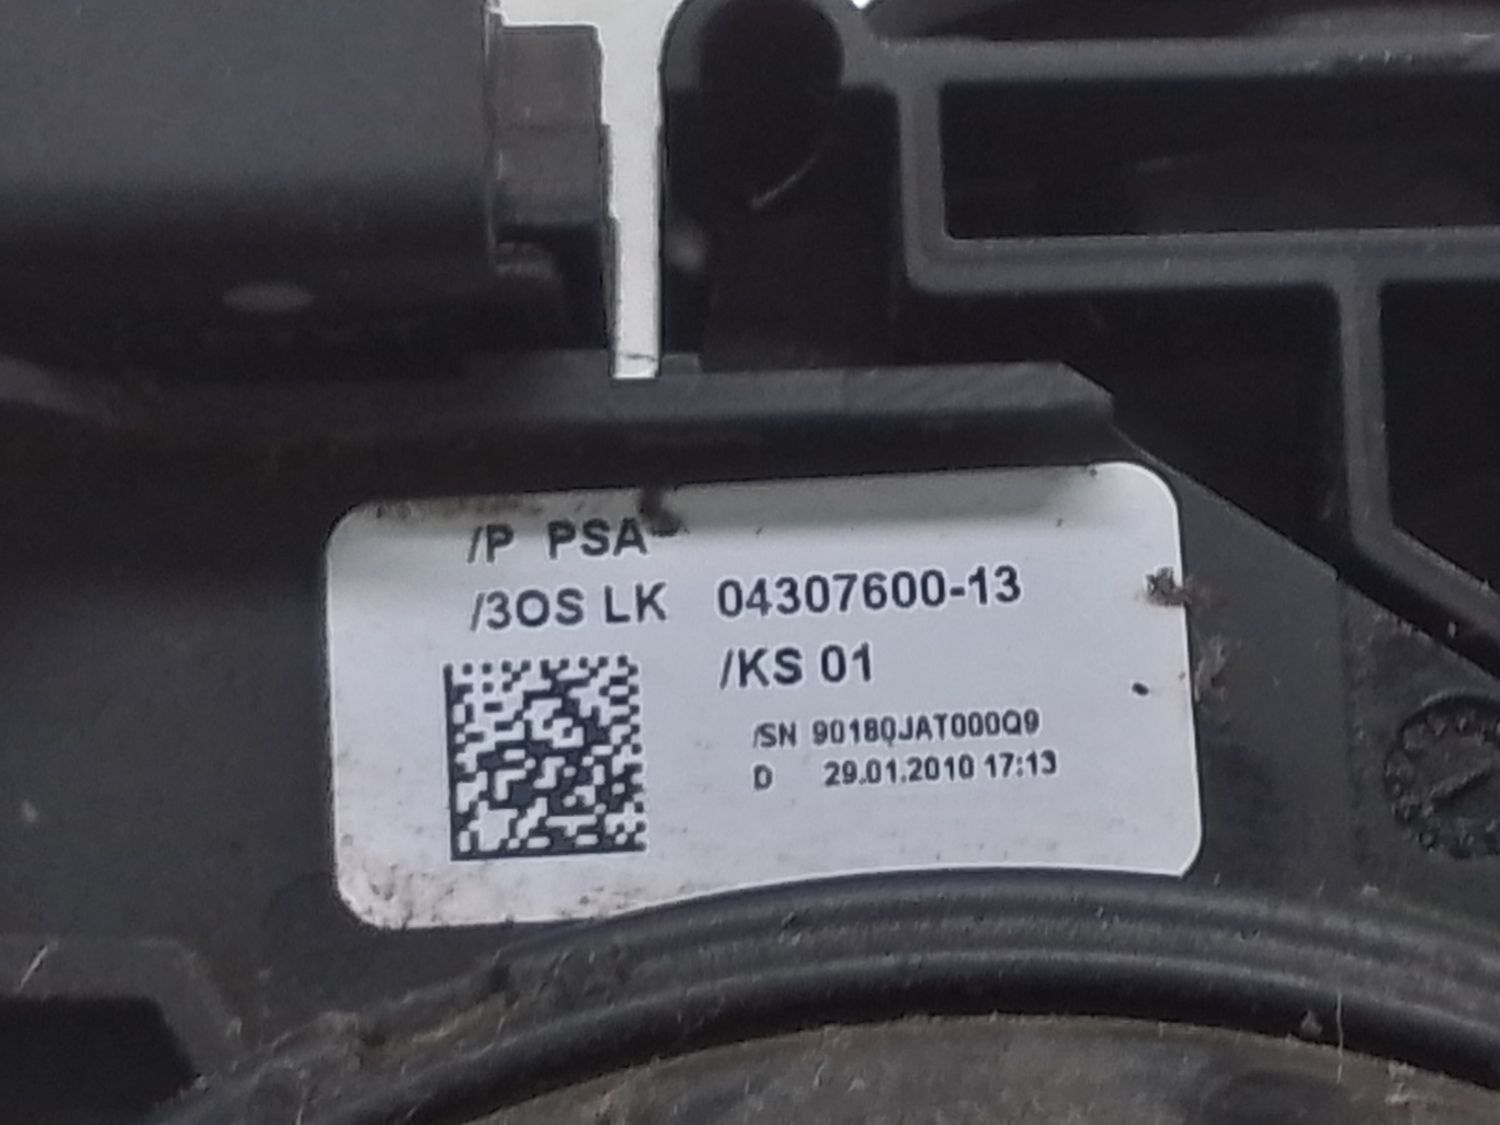 /P PSA
/3OS LK 04307600-13
/KS 01
/SN 90180JAT000Q9
D 29.01.2010 17:13